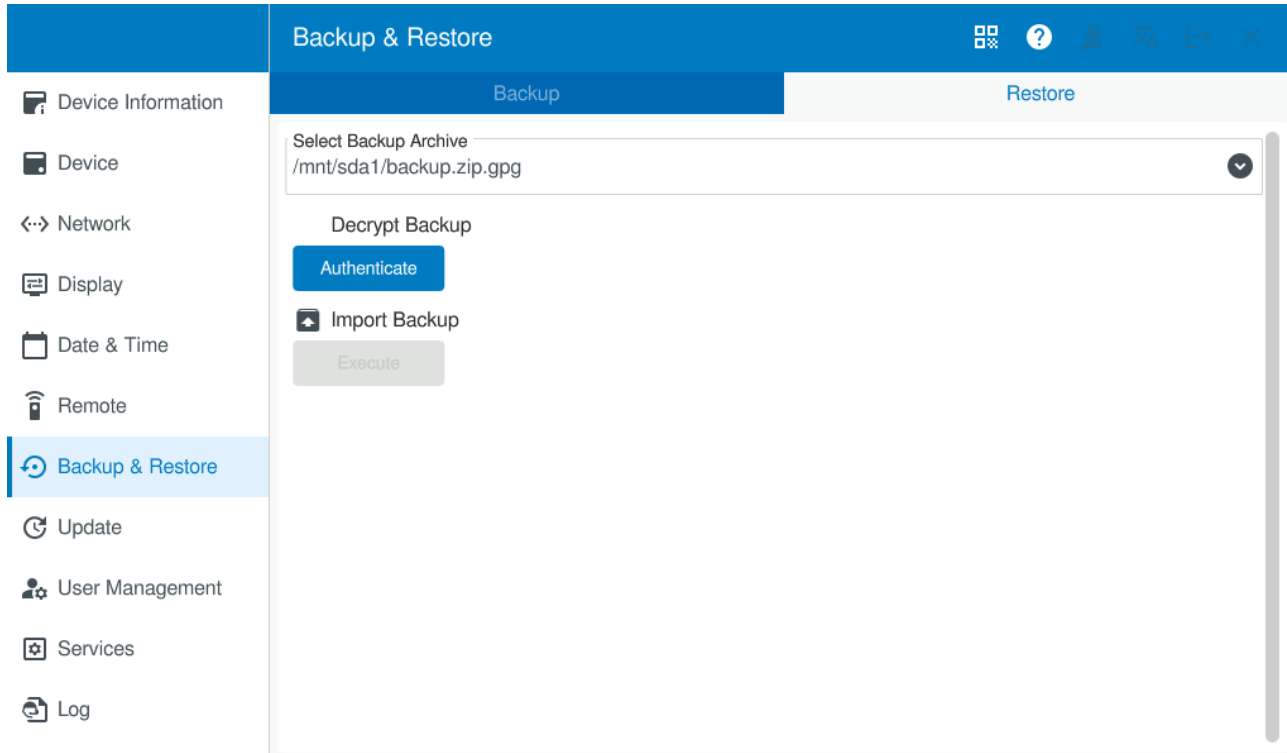 Backup & Restore
Backup
Restore
Device Information
Device
Network
Display
Date & Time
Remote
Backup & Restore
Update
User Management
Services
Log
Select Backup Archive
/mnt/sda1/backup.zip.gpg
Decrypt Backup
Authenticate
Import Backup
Execute